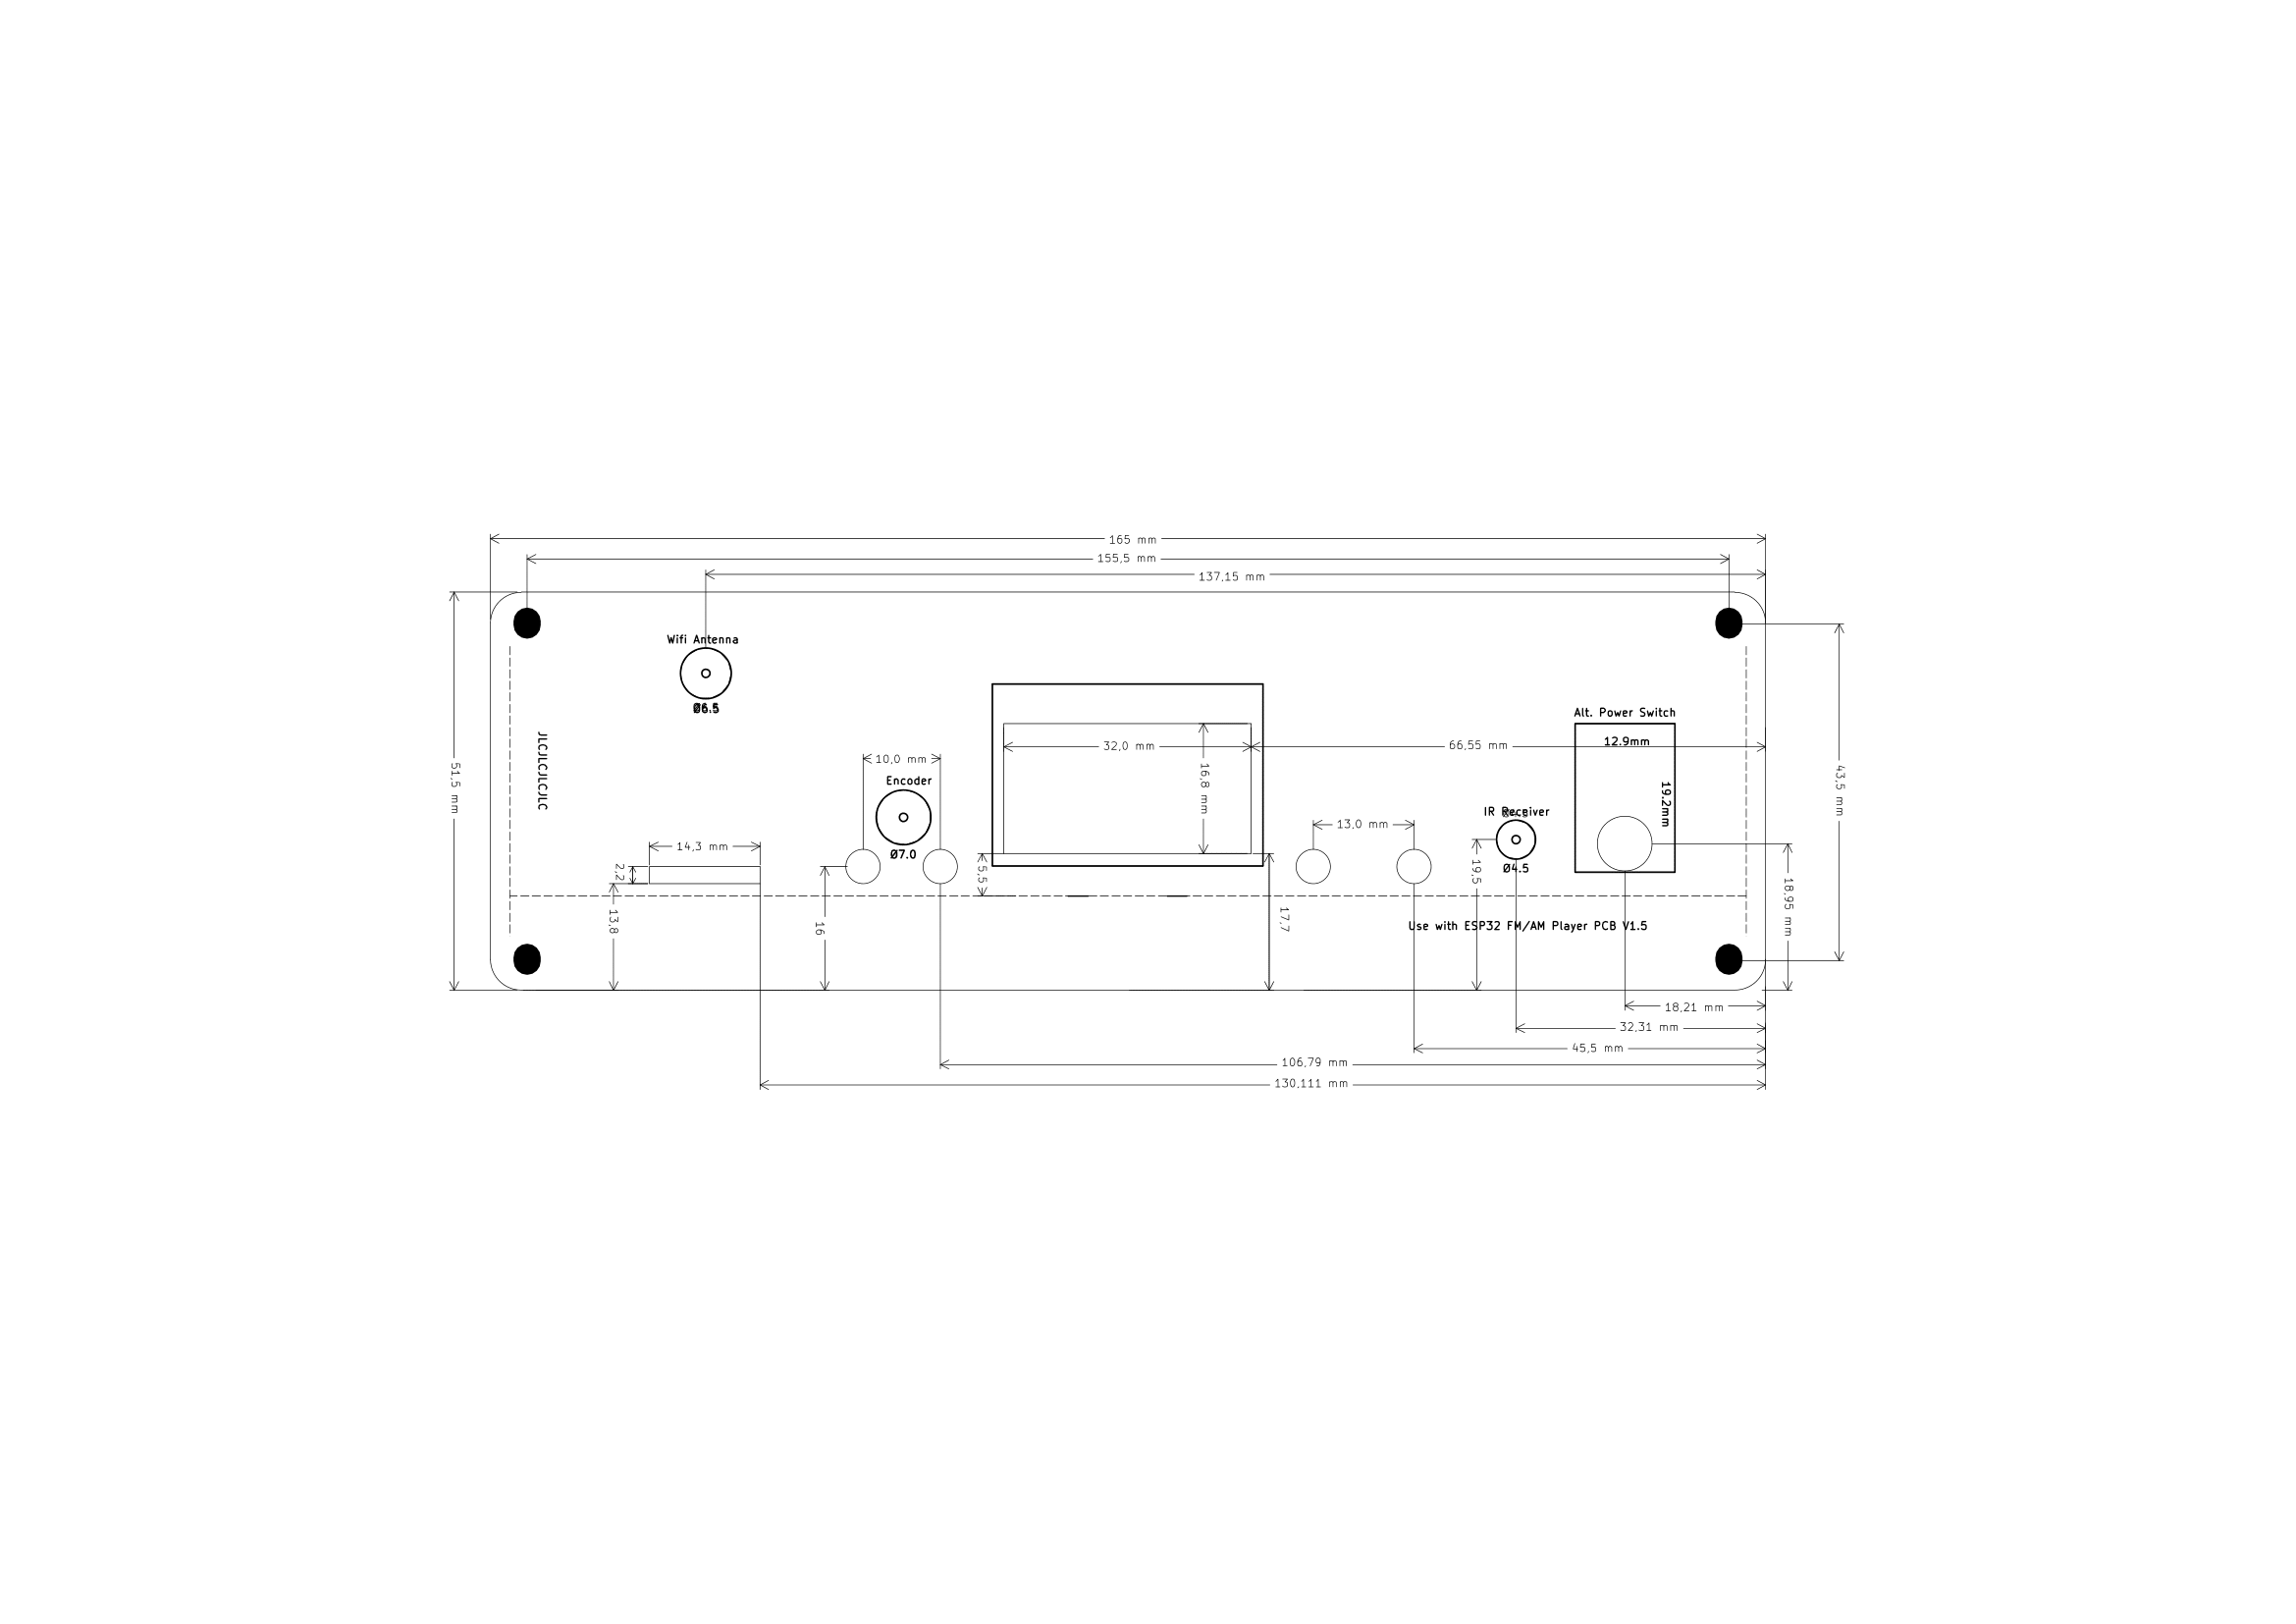 165 mm
155,5 mm
137,15 mm
Wifi Antenna
Ø6.5
JLCJLCJLCJLC
51,5 mm
Alt. Power Switch
12.9mm
19.2mm
32,0 mm
66,55 mm
16,8 mm
43,5 mm
10,0 mm
Encoder
Ø7.0
IR Receiver
Ø4.5
13,0 mm
14,3 mm
2,2
5,5
19,5
18,95 mm
13,8
16
17,7
Use with ESP32 FM/AM Player PCB V1.5
18,21 mm
32,31 mm
45,5 mm
106,79 mm
130,111 mm